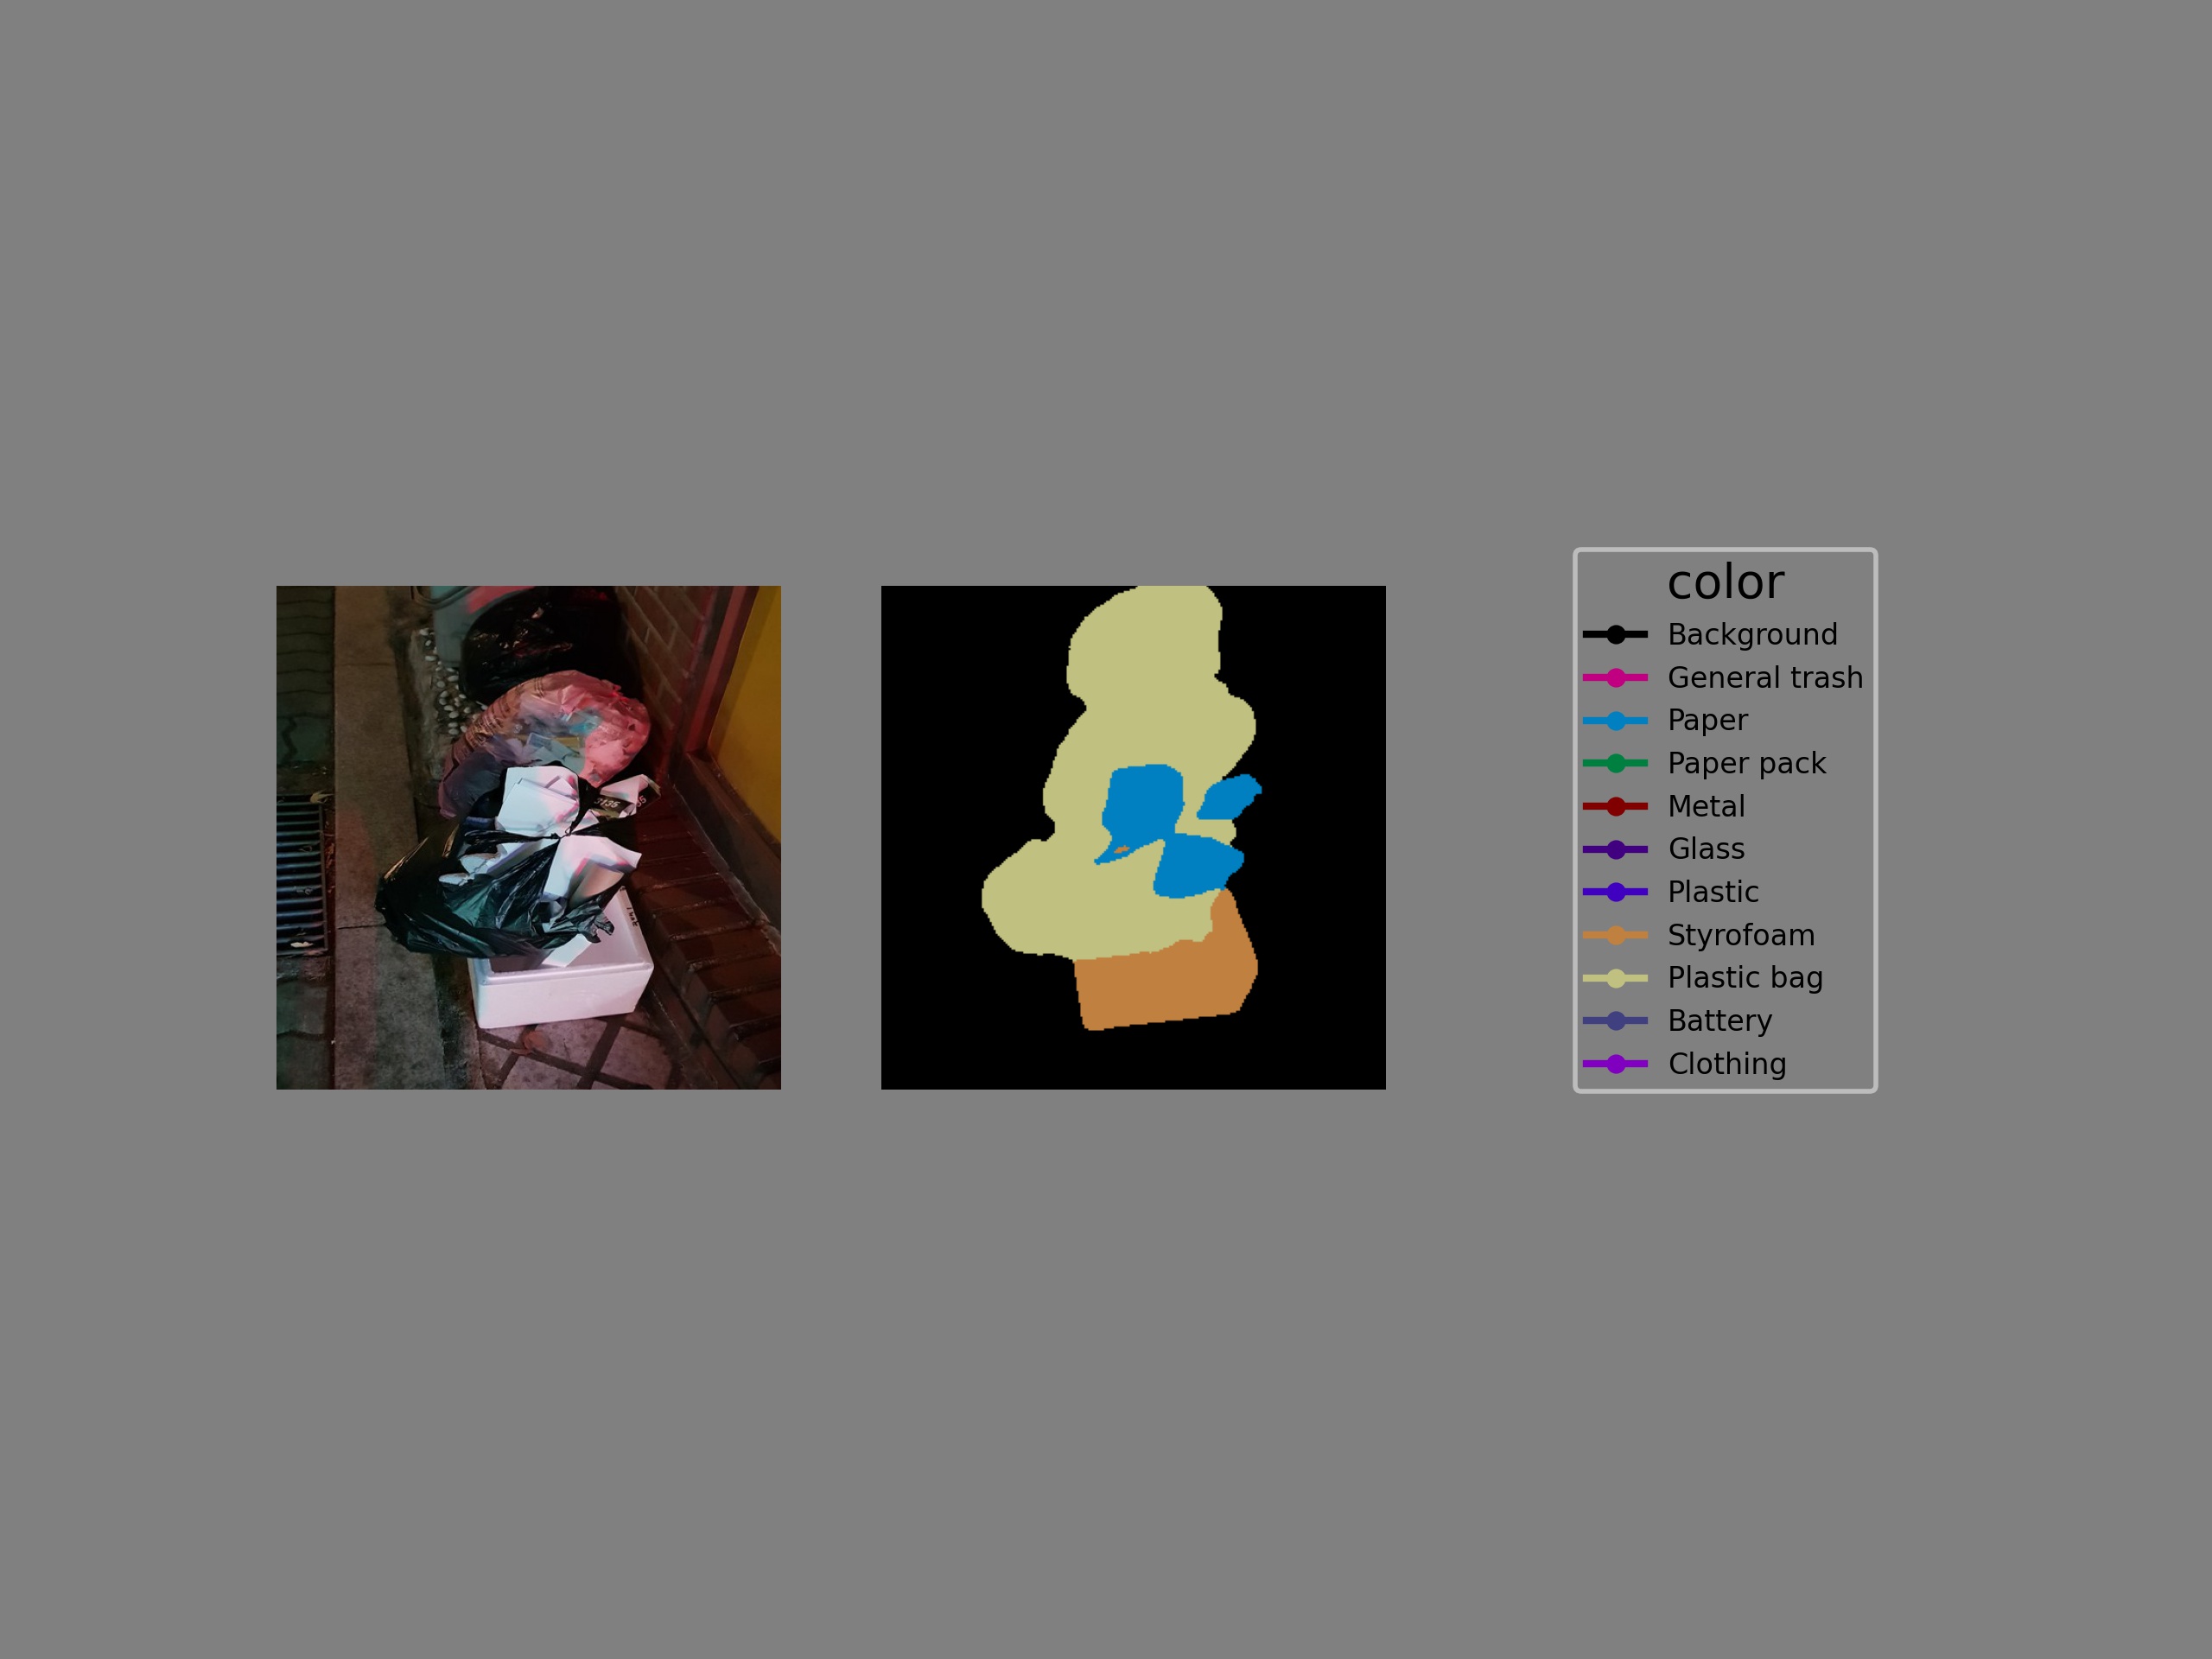 color
Background
General trash
Paper
Paper pack
Metal
Glass
Plastic
Styrofoam
Plastic bag
Battery
Clothing